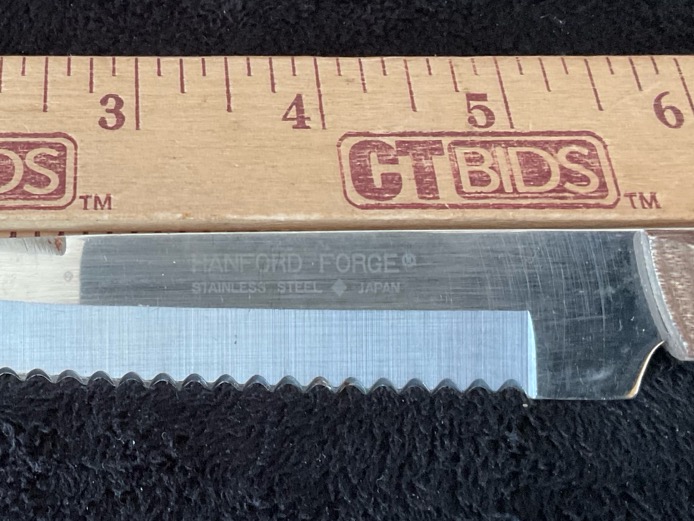 3 4 5 6
DS TM
CTBIDS TM
HANFORD FORGE®
STAINLESS STEEL ◆ JAPAN